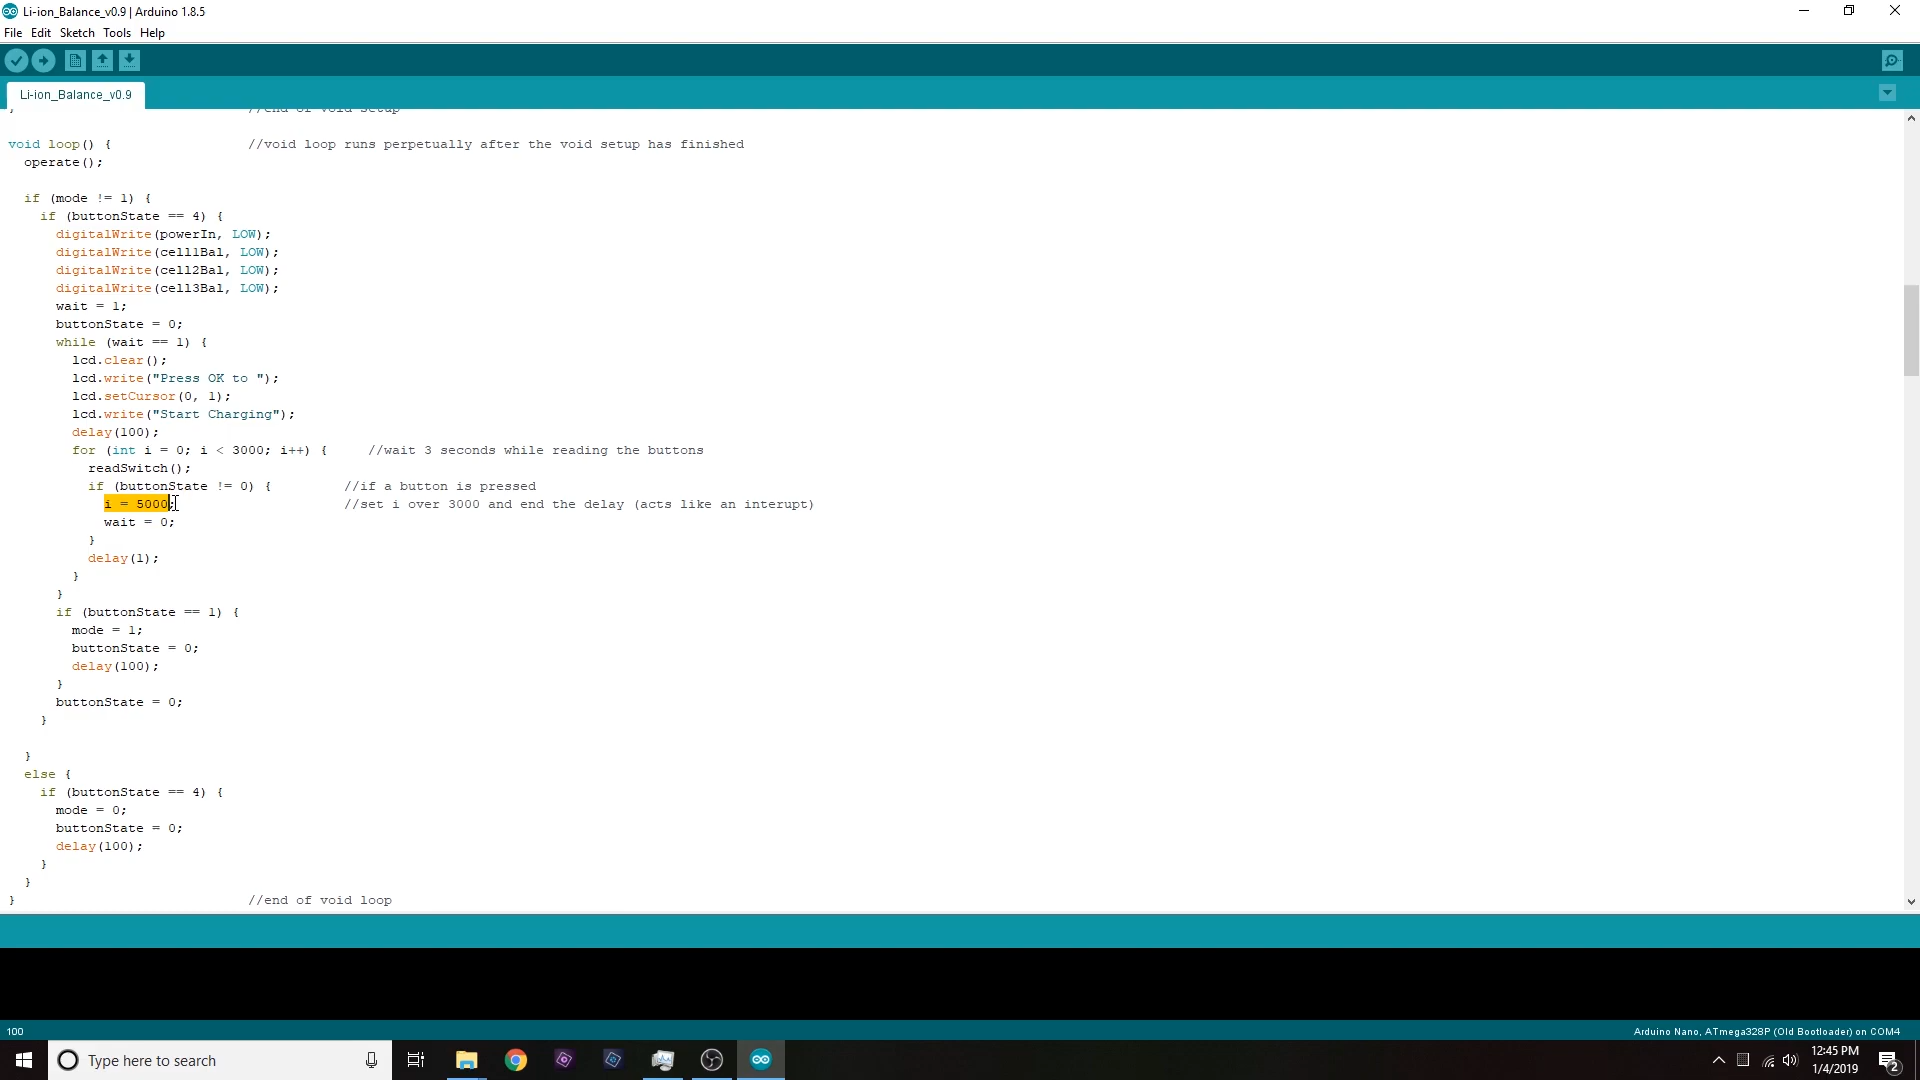 Li-ion_Balance_v0.9 | Arduino 1.8.5
File Edit Sketch Tools Help
Li-ion_Balance_v0.9
} //end of void setup
void loop() { //void loop runs perpetually after the void setup has finished
operate();
if (mode != 1) {
if (buttonState == 4) {
digitalWrite(powerIn, LOW);
digitalWrite(cell1Bal, LOW);
digitalWrite(cell2Bal, LOW);
digitalWrite(cell3Bal, LOW);
wait = 1;
buttonState = 0;
while (wait == 1) {
lcd.clear();
lcd.write("Press OK to ");
lcd.setCursor(0, 1);
lcd.write("Start Charging");
delay(100);
for (int i = 0; i < 3000; i++) { //wait 3 seconds while reading the buttons
readSwitch();
if (buttonState != 0) { //if a button is pressed
i = 5000; //set i over 3000 and end the delay (acts like an interupt)
wait = 0;
}
delay(1);
}
}
if (buttonState == 1) {
mode = 1;
buttonState = 0;
delay(100);
}
buttonState = 0;
}
}
else {
if (buttonState == 4) {
mode = 0;
buttonState = 0;
delay(100);
}
}
} //end of void loop
100
Arduino Nano, ATmega328P (Old Bootloader) on COM4
Type here to search
12:45 PM
1/4/2019
2